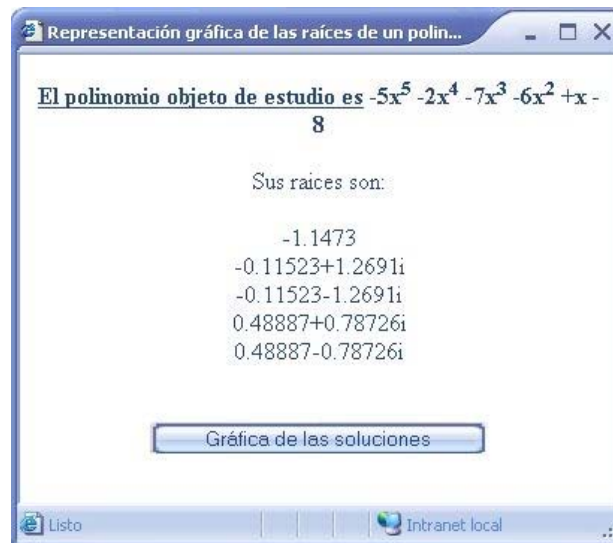 Representación gráfica de las raíces de un polin...
El polinomio objeto de estudio es -5x⁵ -2x⁴ -7x³ -6x² +x -
8
Sus raices son:
-1.1473
-0.11523+1.2691i
-0.11523-1.2691i
0.48887+0.78726i
0.48887-0.78726i
Gráfica de las soluciones
Listo
Intranet local